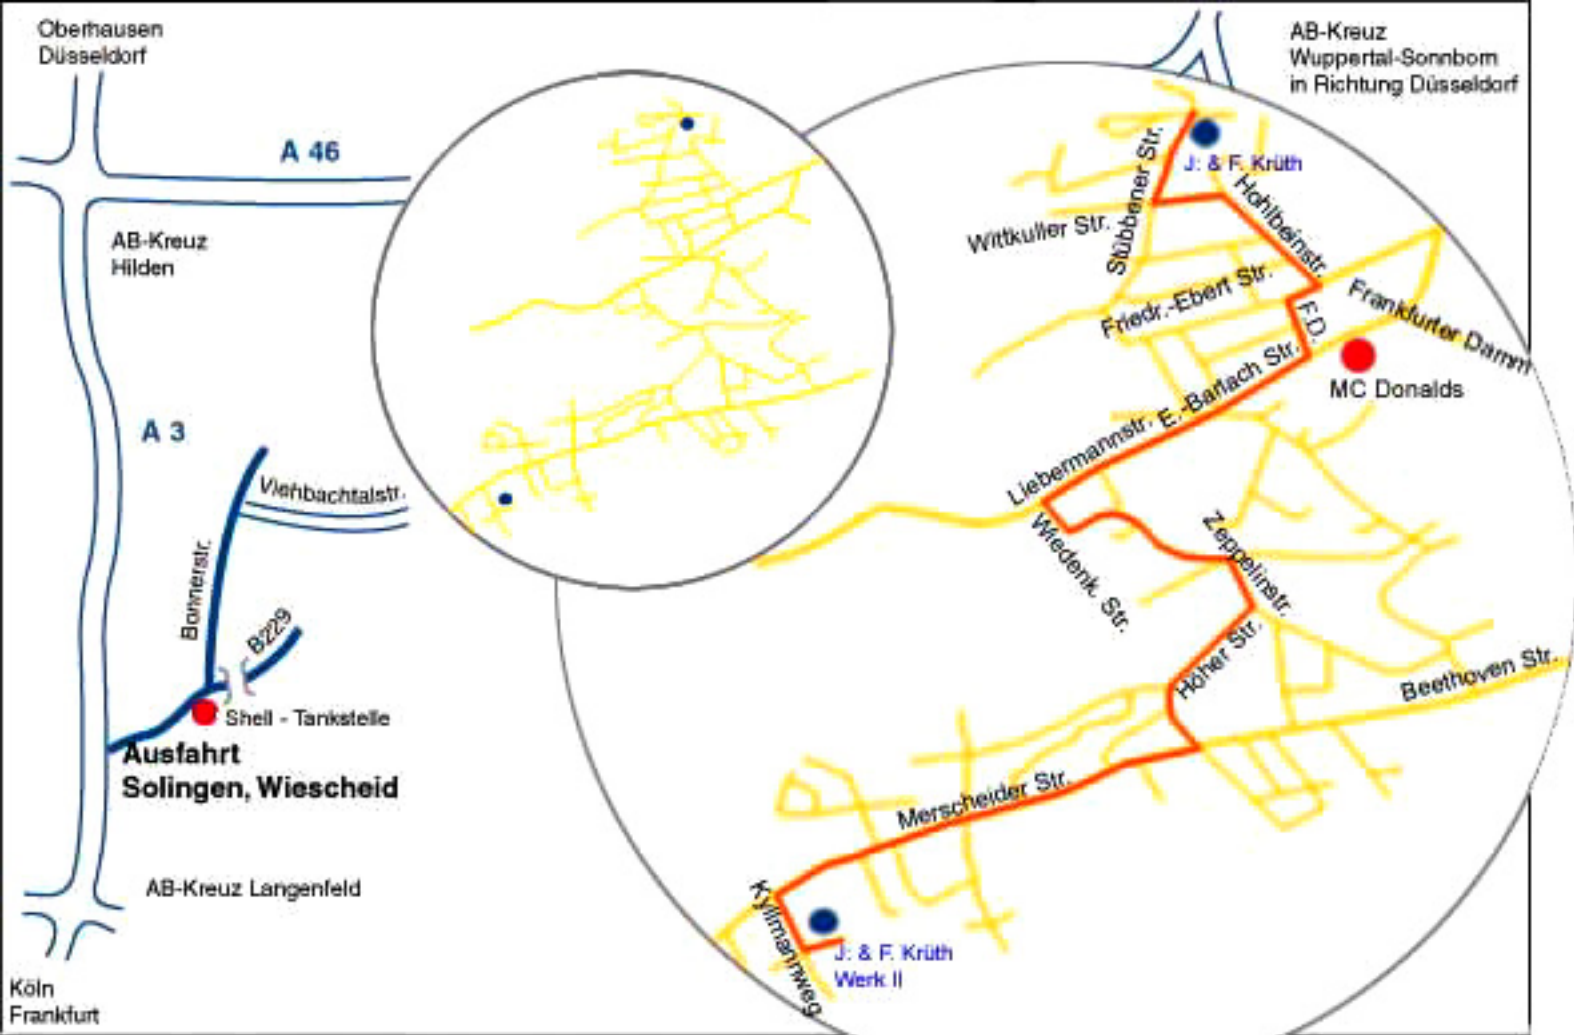 Oberhausen
Düsseldorf
AB-Kreuz
Wuppertal-Sonnborn
in Richtung Düsseldorf
A 46
J: & F. Krüth
Stübbener Str.
Hohlbeinstr.
Wittkuller Str.
AB-Kreuz
Hilden
Friedr.-Ebert Str.
Frankfurter Damm
F.D.
MC Donalds
E.-Barlach Str.
A 3
Liebermannstr.
Viehbachtalstr.
Wiedenk. Str.
Zeppelinstr.
Bonnerstr.
B229
Höher Str.
Beethoven Str.
Shell - Tankstelle
Ausfahrt
Solingen, Wiescheid
Merscheider Str.
AB-Kreuz Langenfeld
Kyllmannweg
J: & F. Krüth
Werk II
Köln
Frankfurt